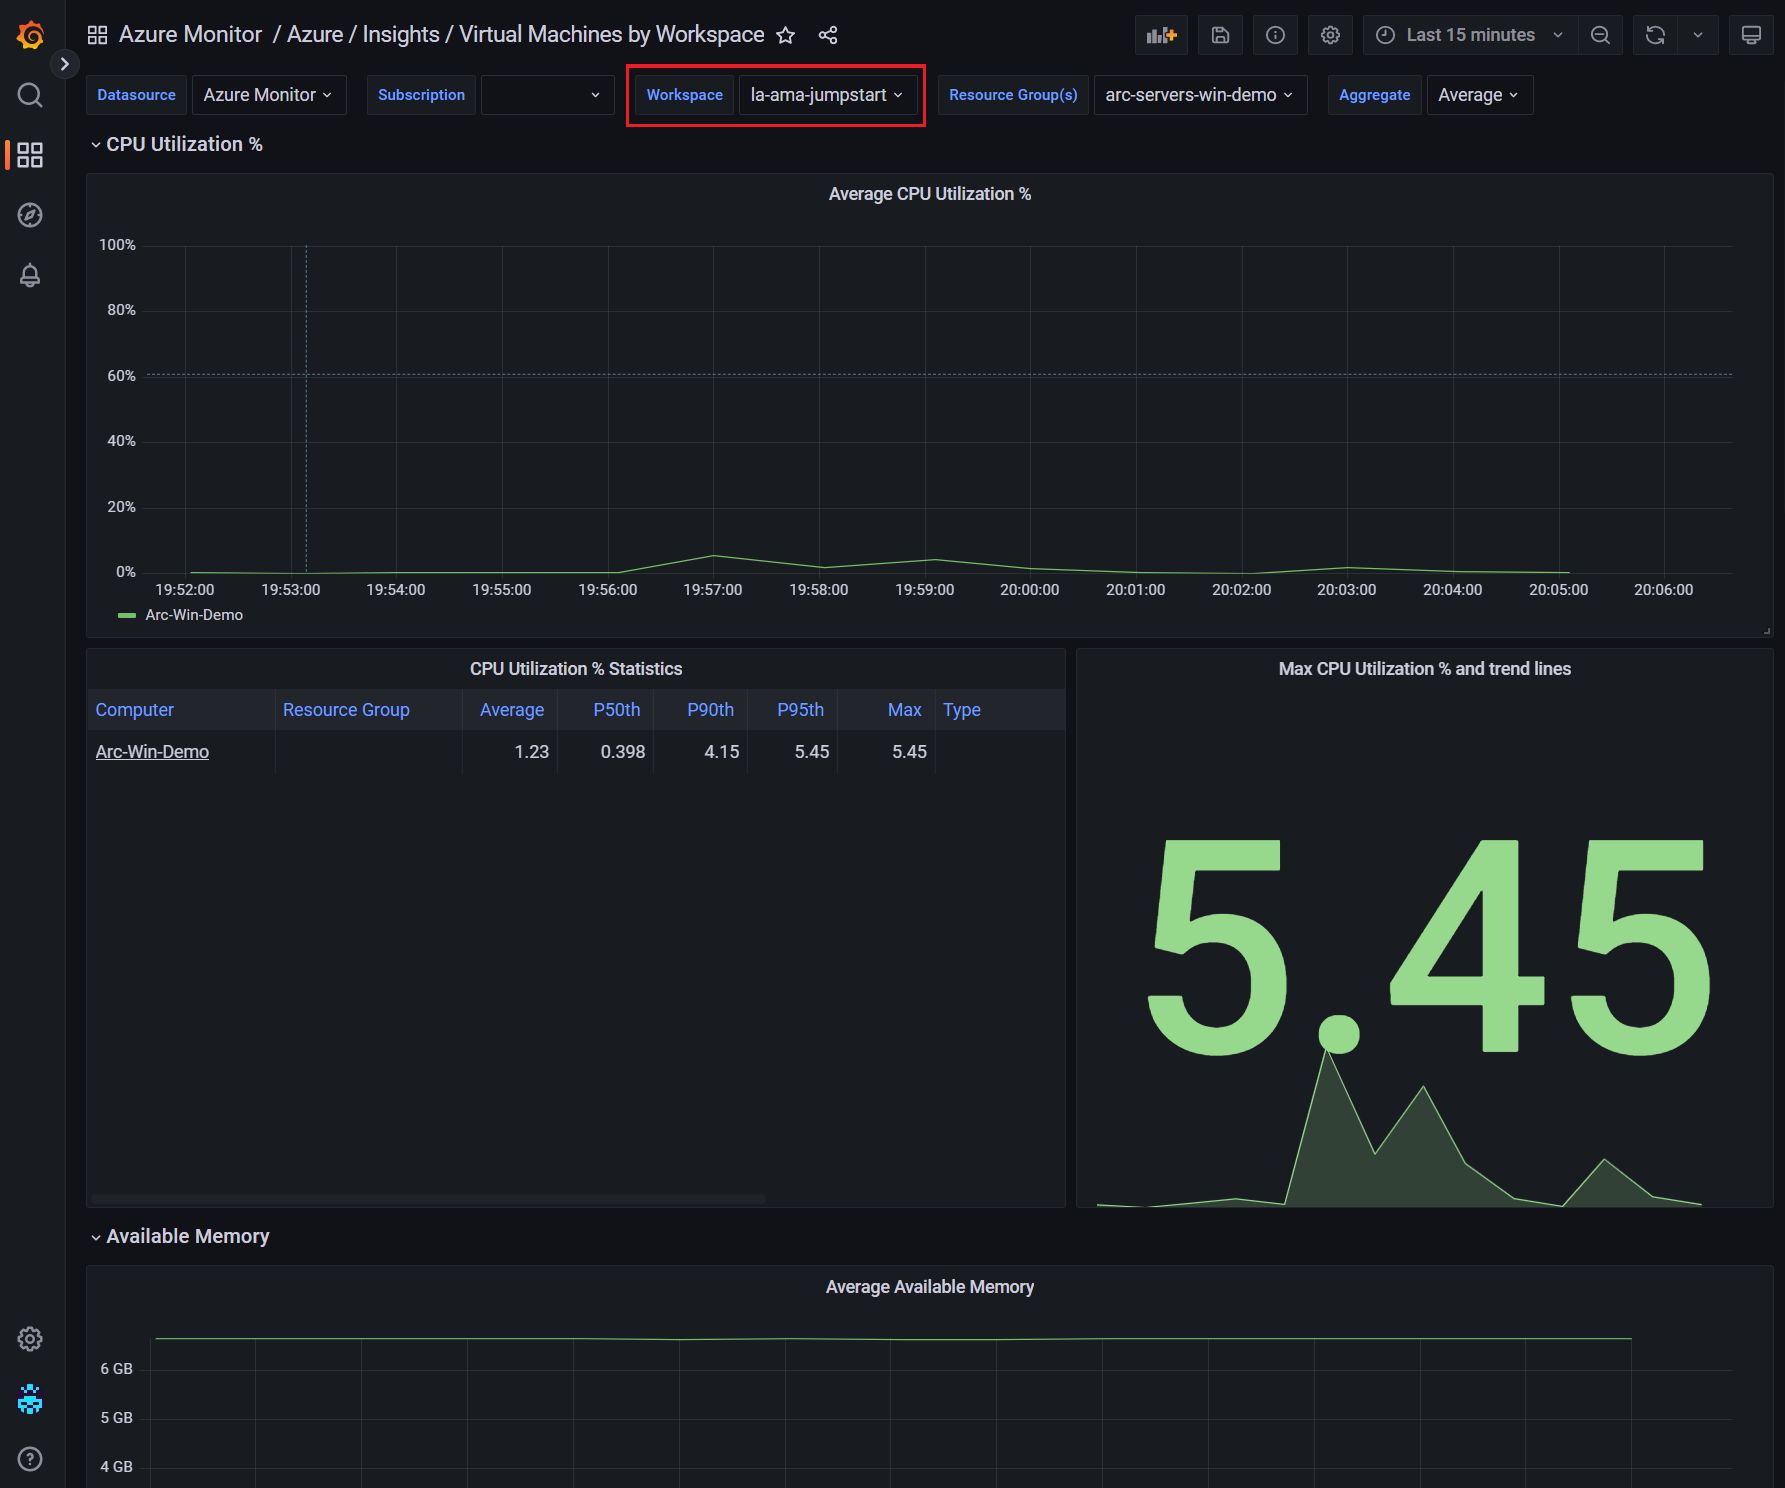 Azure Monitor / Azure / Insights / Virtual Machines by Workspace
Last 15 minutes
Datasource Azure Monitor Subscription Workspace la-ama-jumpstart Resource Group(s) arc-servers-win-demo Aggregate Average
CPU Utilization %
Average CPU Utilization %
100%
80%
60%
40%
20%
0%
19:52:00 19:53:00 19:54:00 19:55:00 19:56:00 19:57:00 19:58:00 19:59:00 20:00:00 20:01:00 20:02:00 20:03:00 20:04:00 20:05:00 20:06:00
Arc-Win-Demo
CPU Utilization % Statistics
Computer Resource Group Average P50th P90th P95th Max Type
Arc-Win-Demo 1.23 0.398 4.15 5.45 5.45
Max CPU Utilization % and trend lines
5.45
Available Memory
Average Available Memory
6 GB
5 GB
4 GB